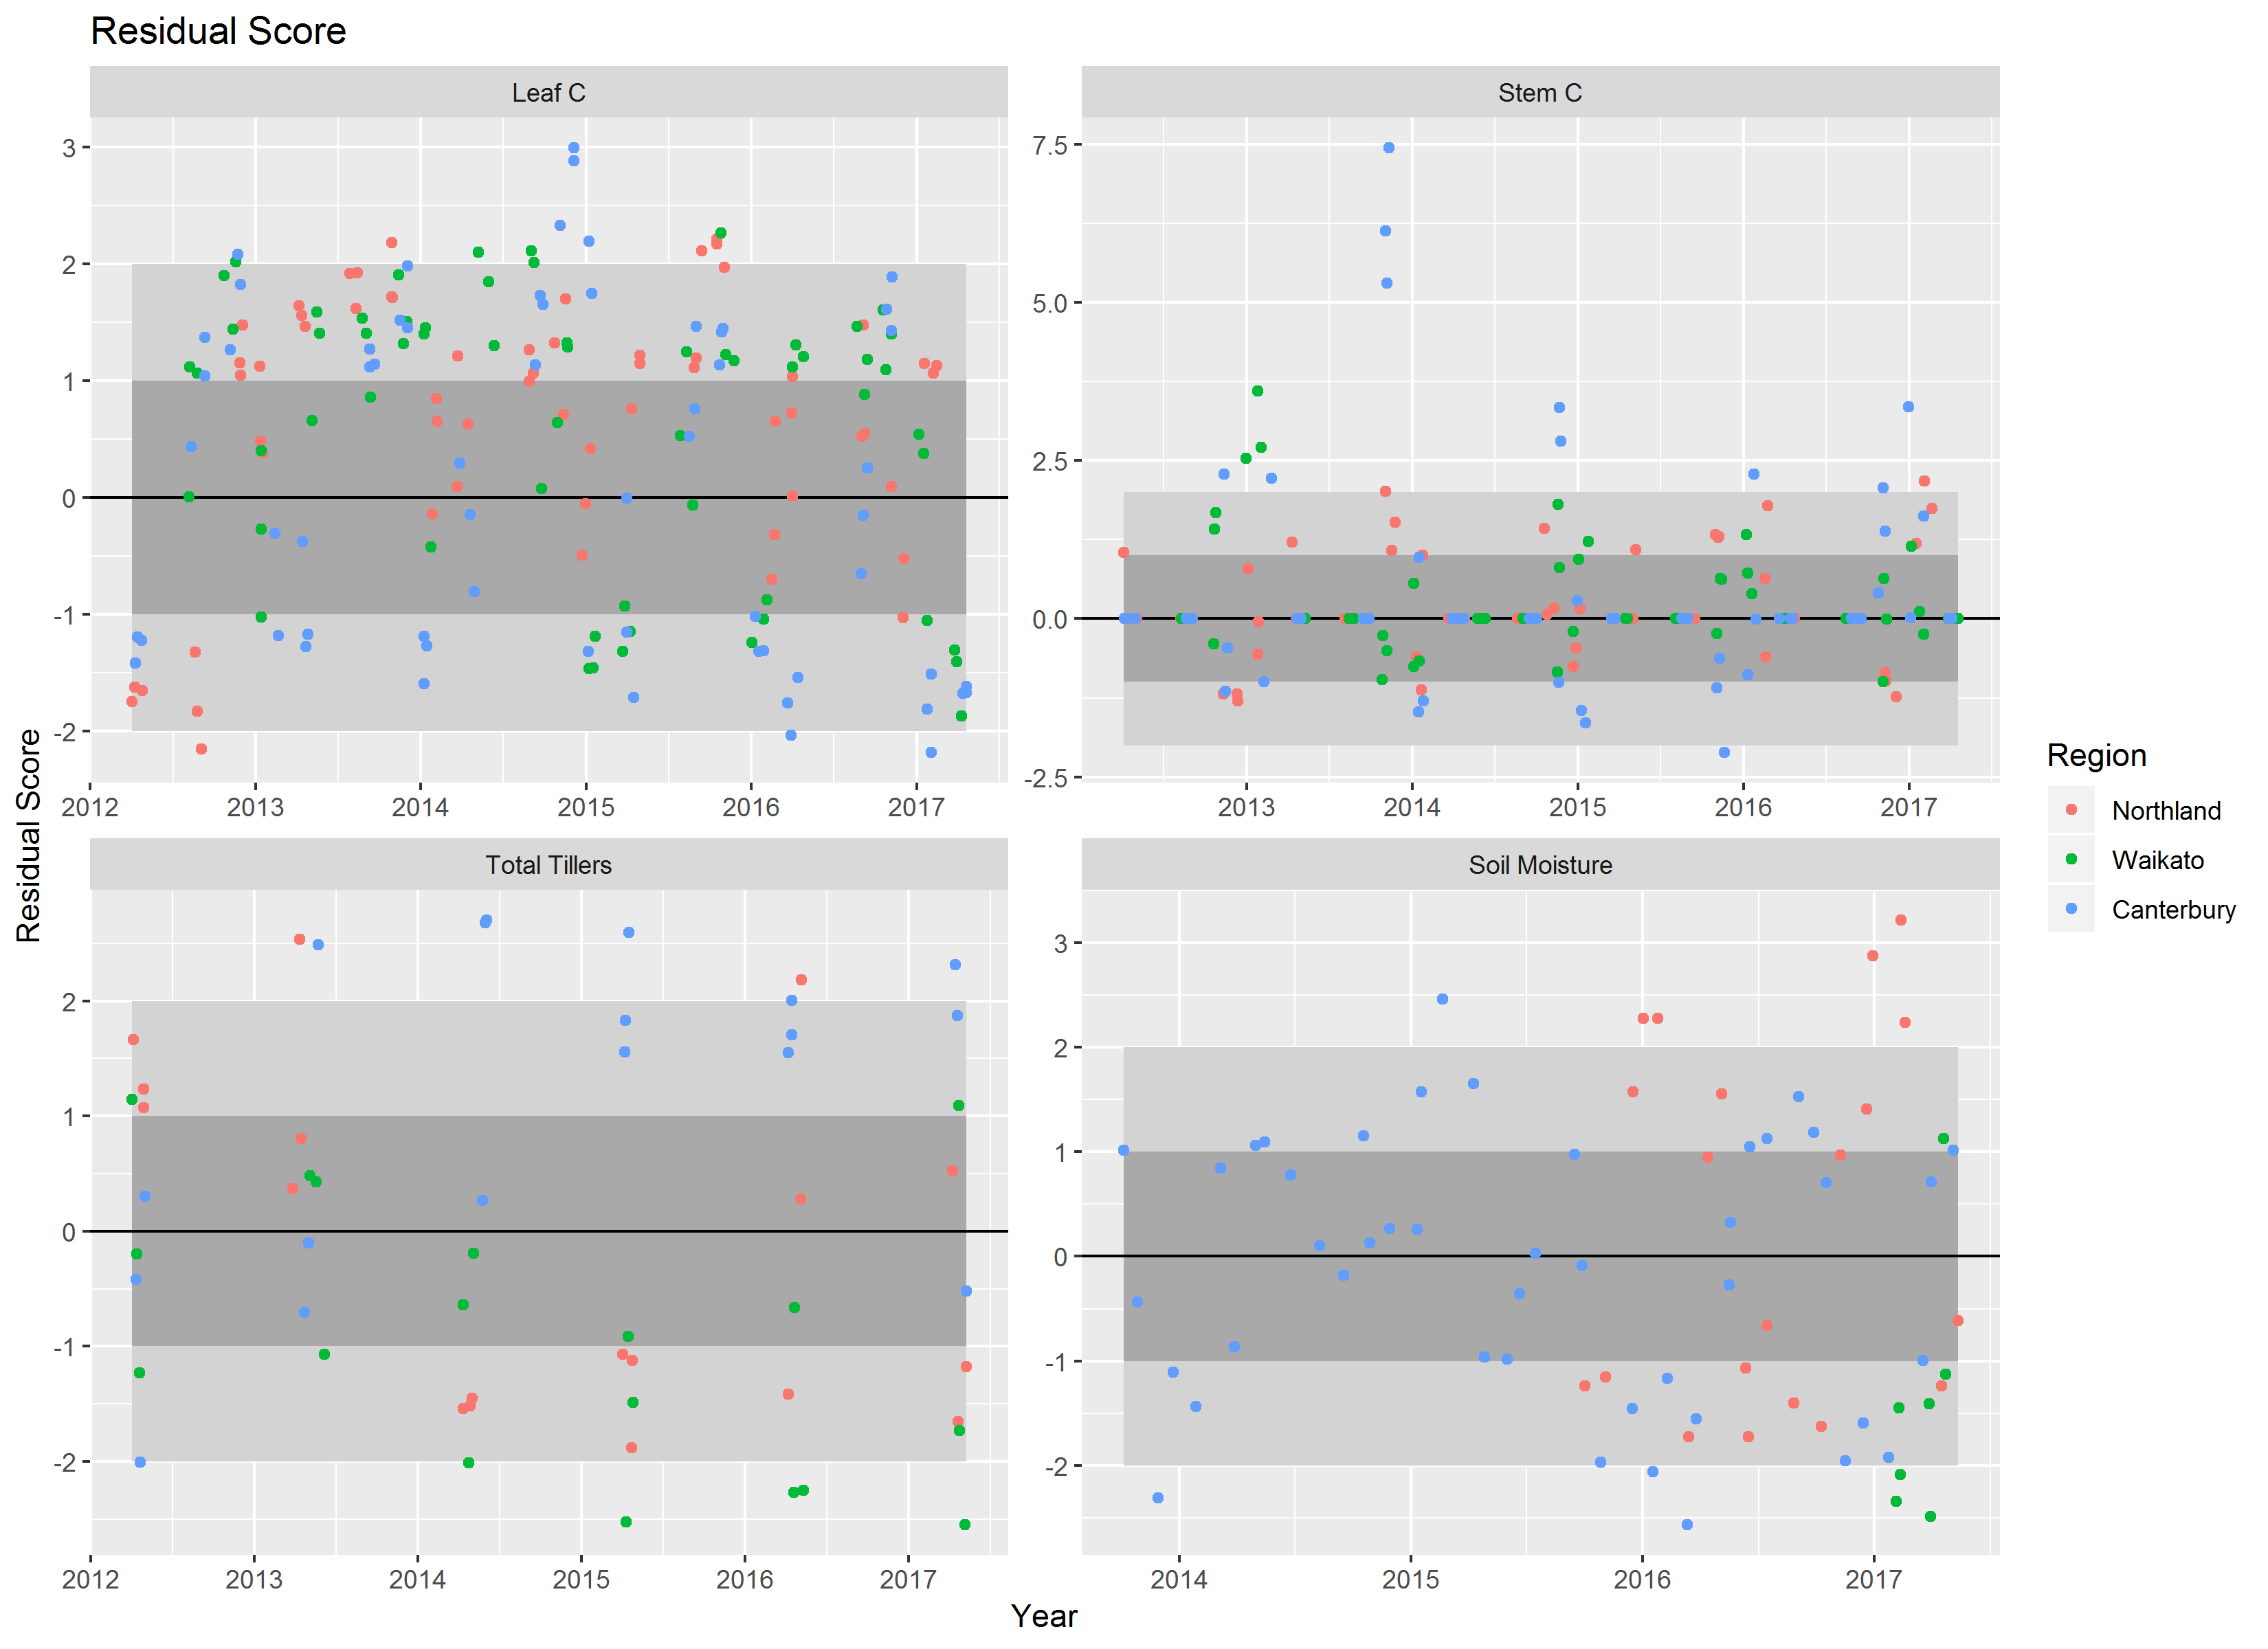 Residual Score
Leaf C
Stem C
3
2
1
0
-1
-2
7.5
5.0
2.5
0.0
-2.5
2012 2013 2014 2015 2016 2017
2013 2014 2015 2016 2017
Total Tillers
Soil Moisture
2
1
0
-1
-2
3
2
1
0
-1
-2
2012 2013 2014 2015 2016 2017
2014 2015 2016 2017
Residual Score
Year
Region
Northland
Waikato
Canterbury